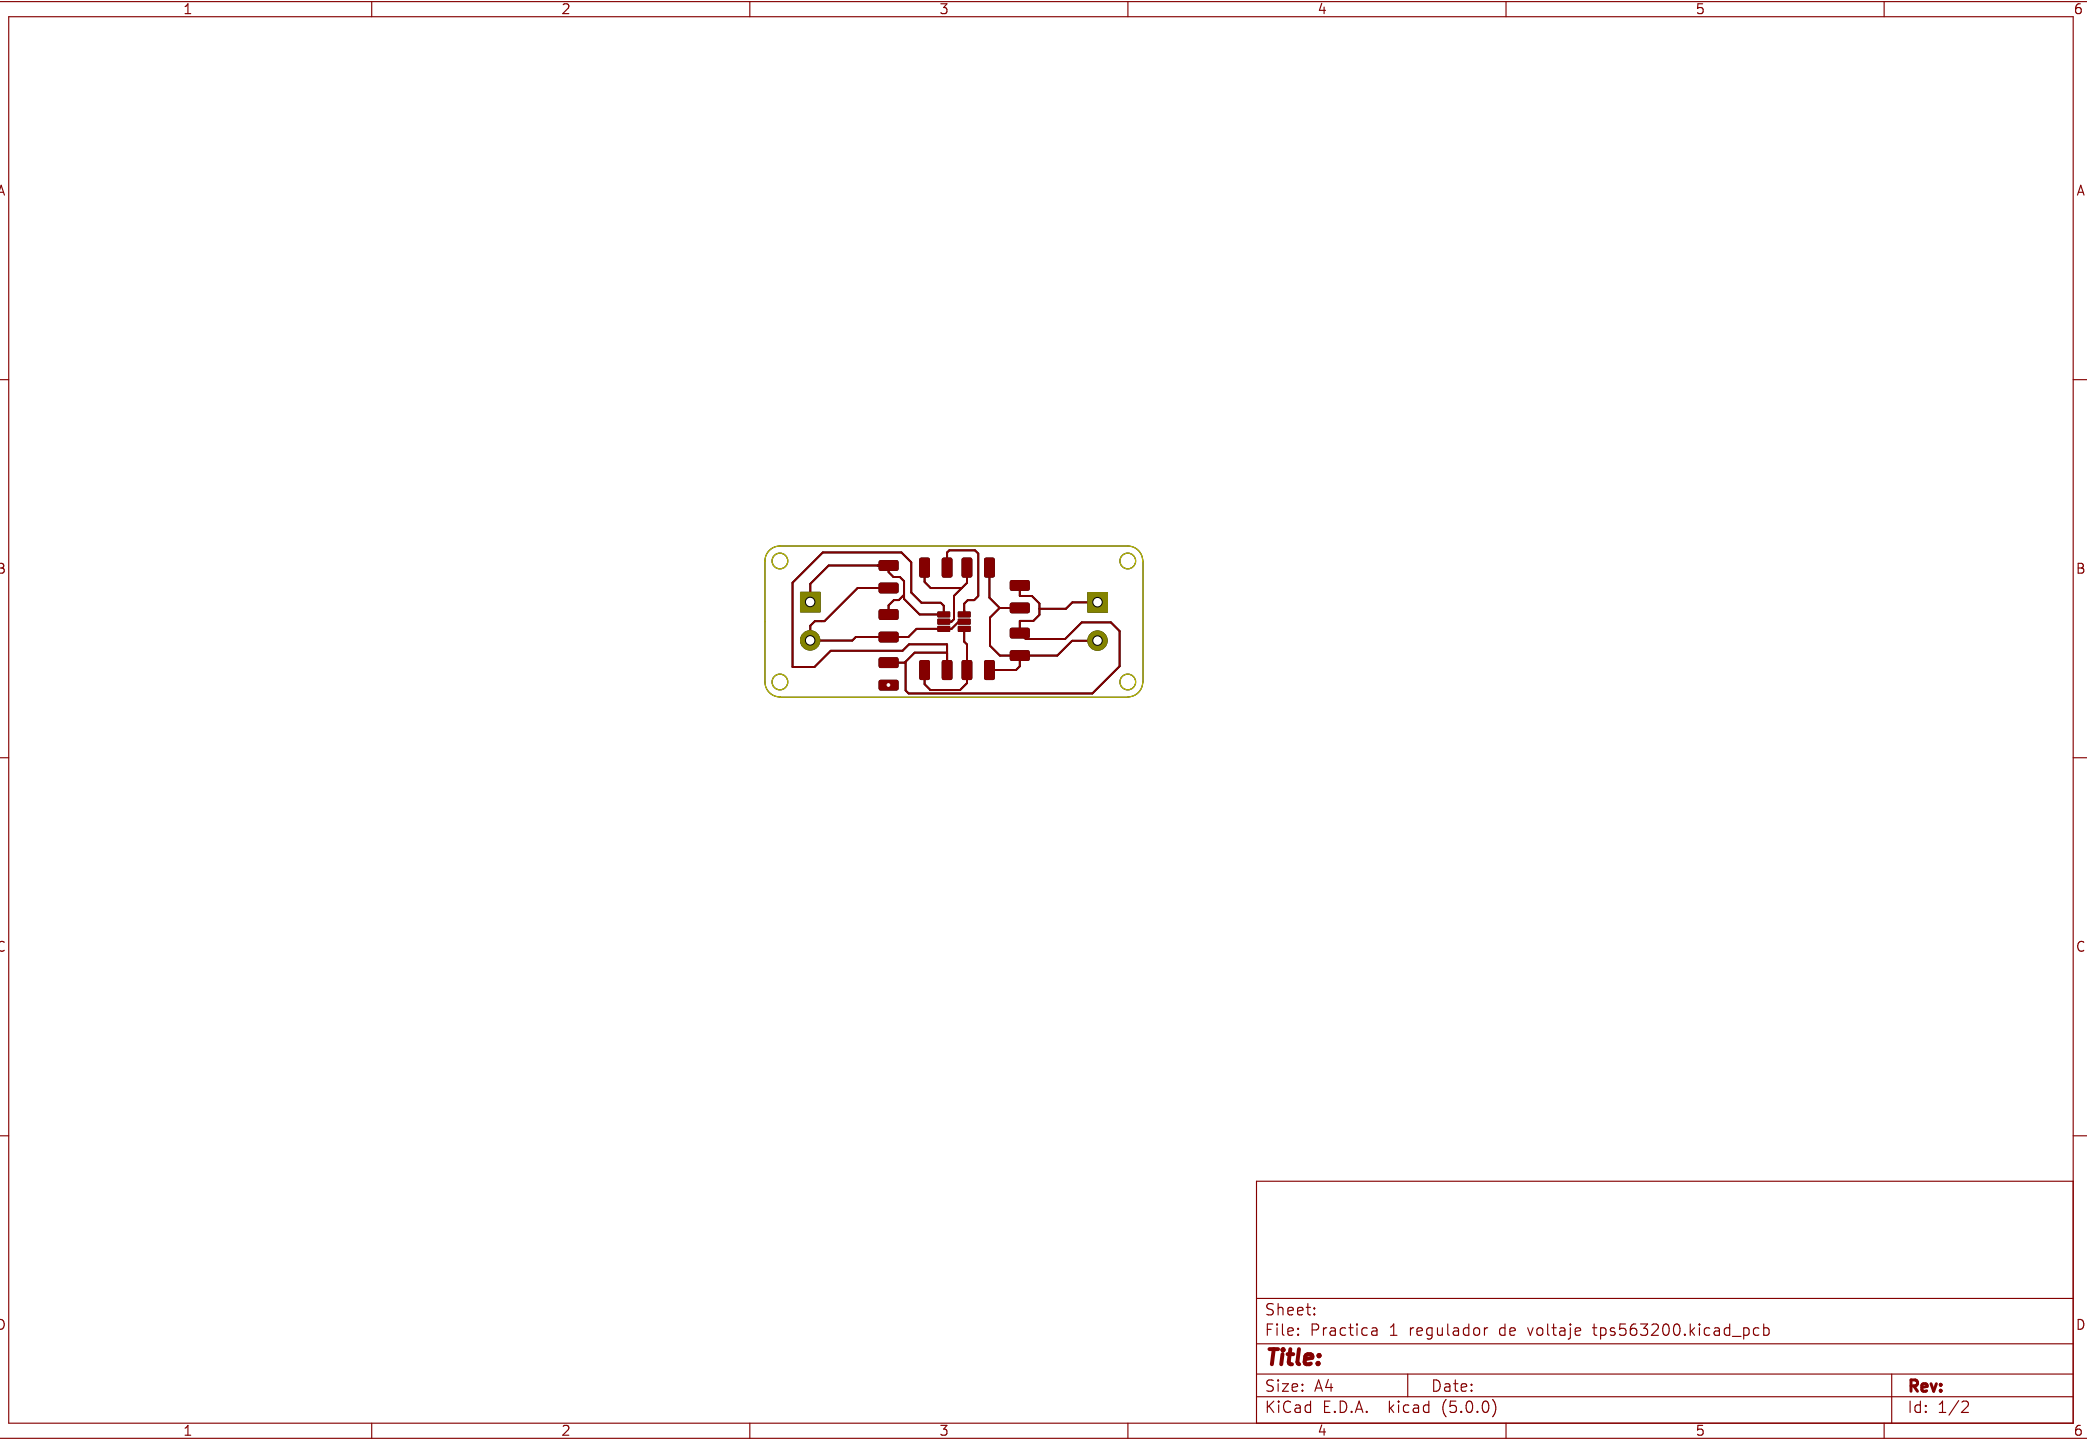 1 2 3 4 5 6
A A
B B
C C
D D
Sheet:
File: Practica 1 regulador de voltaje tps563200.kicad_pcb
Title:
Size: A4 Date: Rev:
KiCad E.D.A. kicad (5.0.0) Id: 1/2
1 2 3 4 5 6